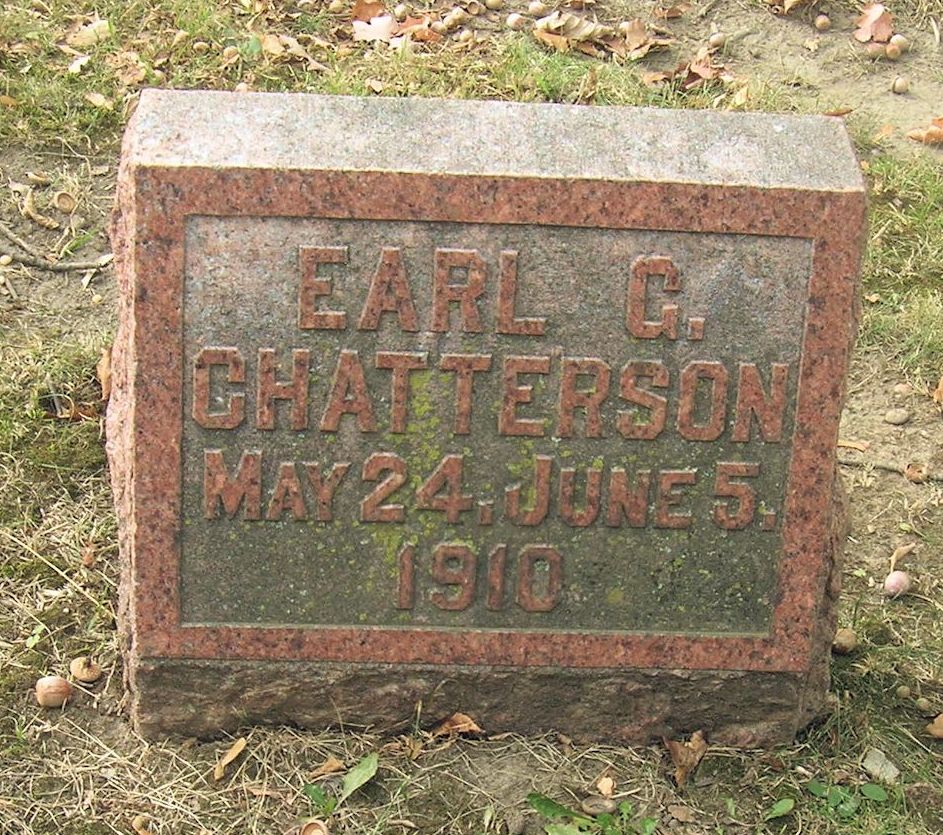 EARL G.
CHATTERSON
MAY 24. JUNE 5.
1910